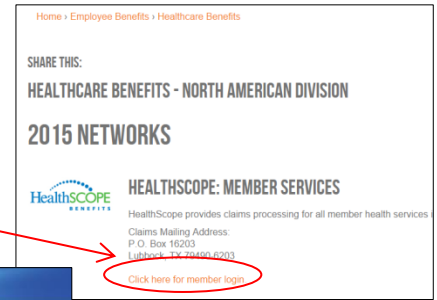 Home › Employee Benefits › Healthcare Benefits
SHARE THIS:
HEALTHCARE BENEFITS - NORTH AMERICAN DIVISION
2015 NETWORKS
HealthSCOPE
BENEFITS
HEALTHSCOPE: MEMBER SERVICES
HealthScope provides claims processing for all member health services i
Claims Mailing Address:
P.O. Box 16203
Lubbock, TX 79490-6203
Click here for member login